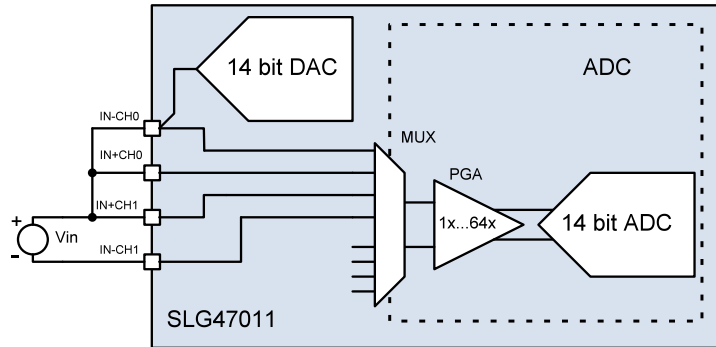 14 bit DAC
ADC
IN-CH0
MUX
IN+CH0
PGA
IN+CH1
1x...64x
14 bit ADC
+
Vin
-
IN-CH1
SLG47011